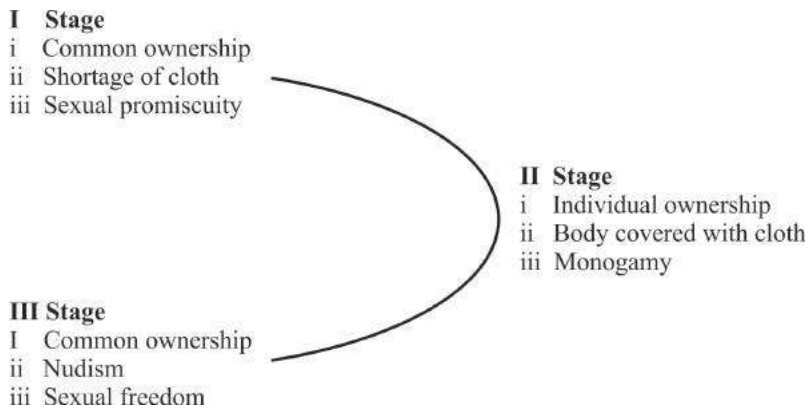 I Stage
i Common ownership
ii Shortage of cloth
iii Sexual promiscuity
II Stage
i Individual ownership
ii Body covered with cloth
iii Monogamy
III Stage
I Common ownership
ii Nudism
iii Sexual freedom